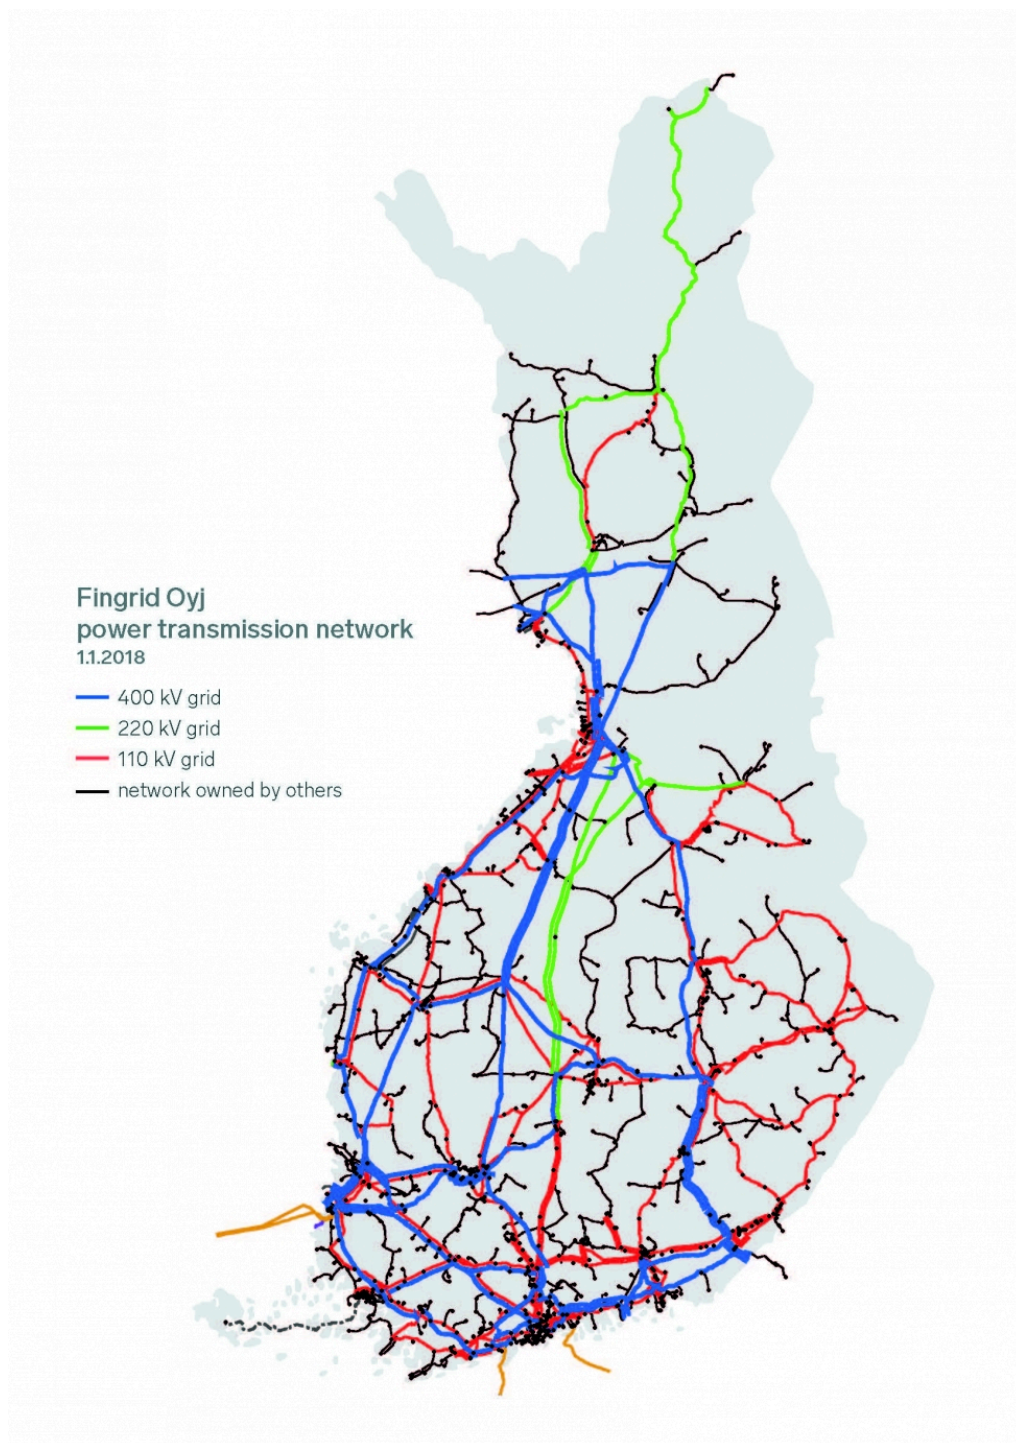 Fingrid Oyj
power transmission network
1.1.2018
400 kV grid
220 kV grid
110 kV grid
network owned by others